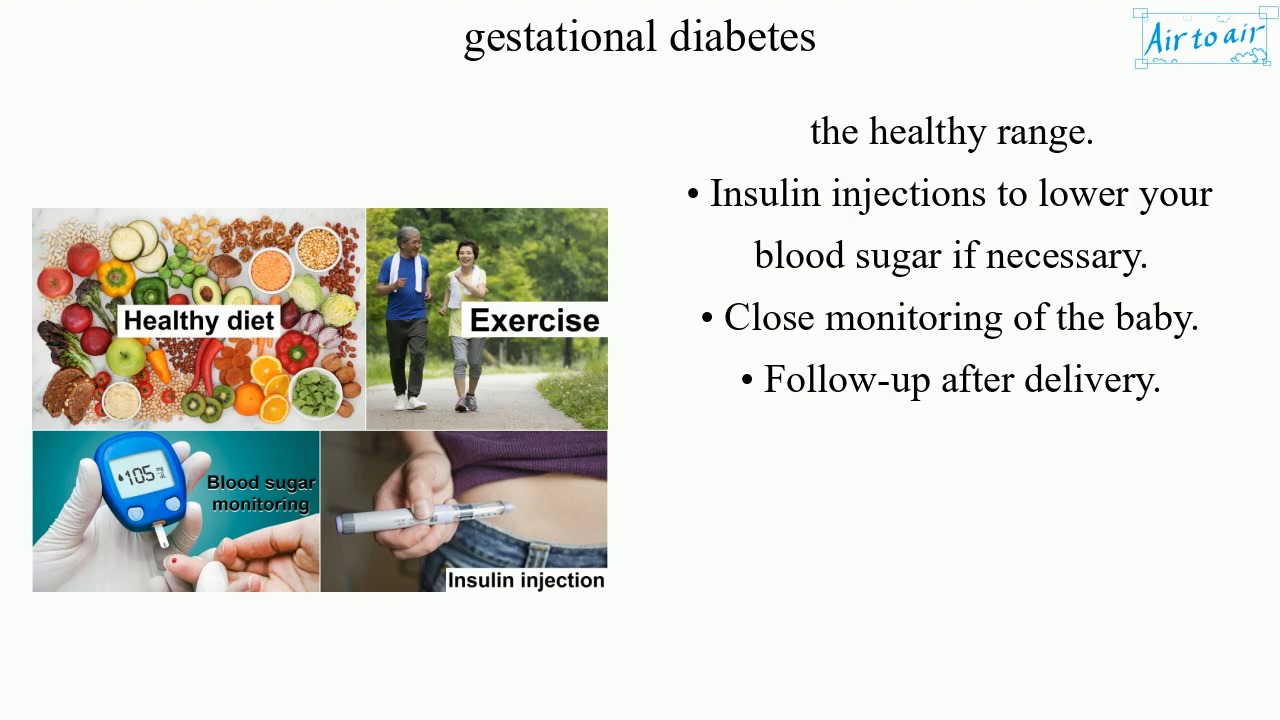 gestational diabetes
Air to air
the healthy range.
• Insulin injections to lower your
blood sugar if necessary.
• Close monitoring of the baby.
• Follow-up after delivery.
Healthy diet
Exercise
105
Blood sugar
monitoring
Insulin injection